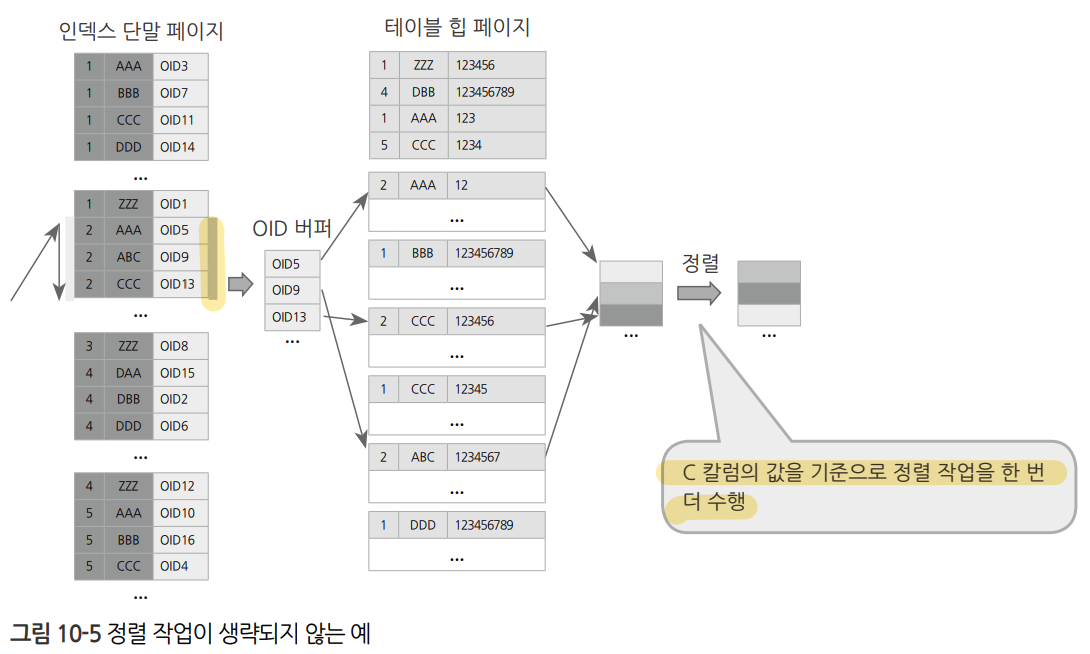 인덱스 단말 페이지
1 AAA OID3
1 BBB OID7
1 CCC OID11
1 DDD OID14
...
1 ZZZ OID1
2 AAA OID5
2 ABC OID9
2 CCC OID13
...
3 ZZZ OID8
4 DAA OID15
4 DBB OID2
4 DDD OID6
...
4 ZZZ OID12
5 AAA OID10
5 BBB OID16
5 CCC OID4
...
OID 버퍼
OID5
OID9
OID13
...
테이블 힙 페이지
1 ZZZ 123456
4 DBB 123456789
1 AAA 123
5 CCC 1234
2 AAA 12
...
1 BBB 123456789
...
2 CCC 123456
...
1 CCC 12345
...
2 ABC 1234567
...
1 DDD 123456789
...
...
정렬
...
C 칼럼의 값을 기준으로 정렬 작업을 한 번
더 수행
그림 10-5 정렬 작업이 생략되지 않는 예